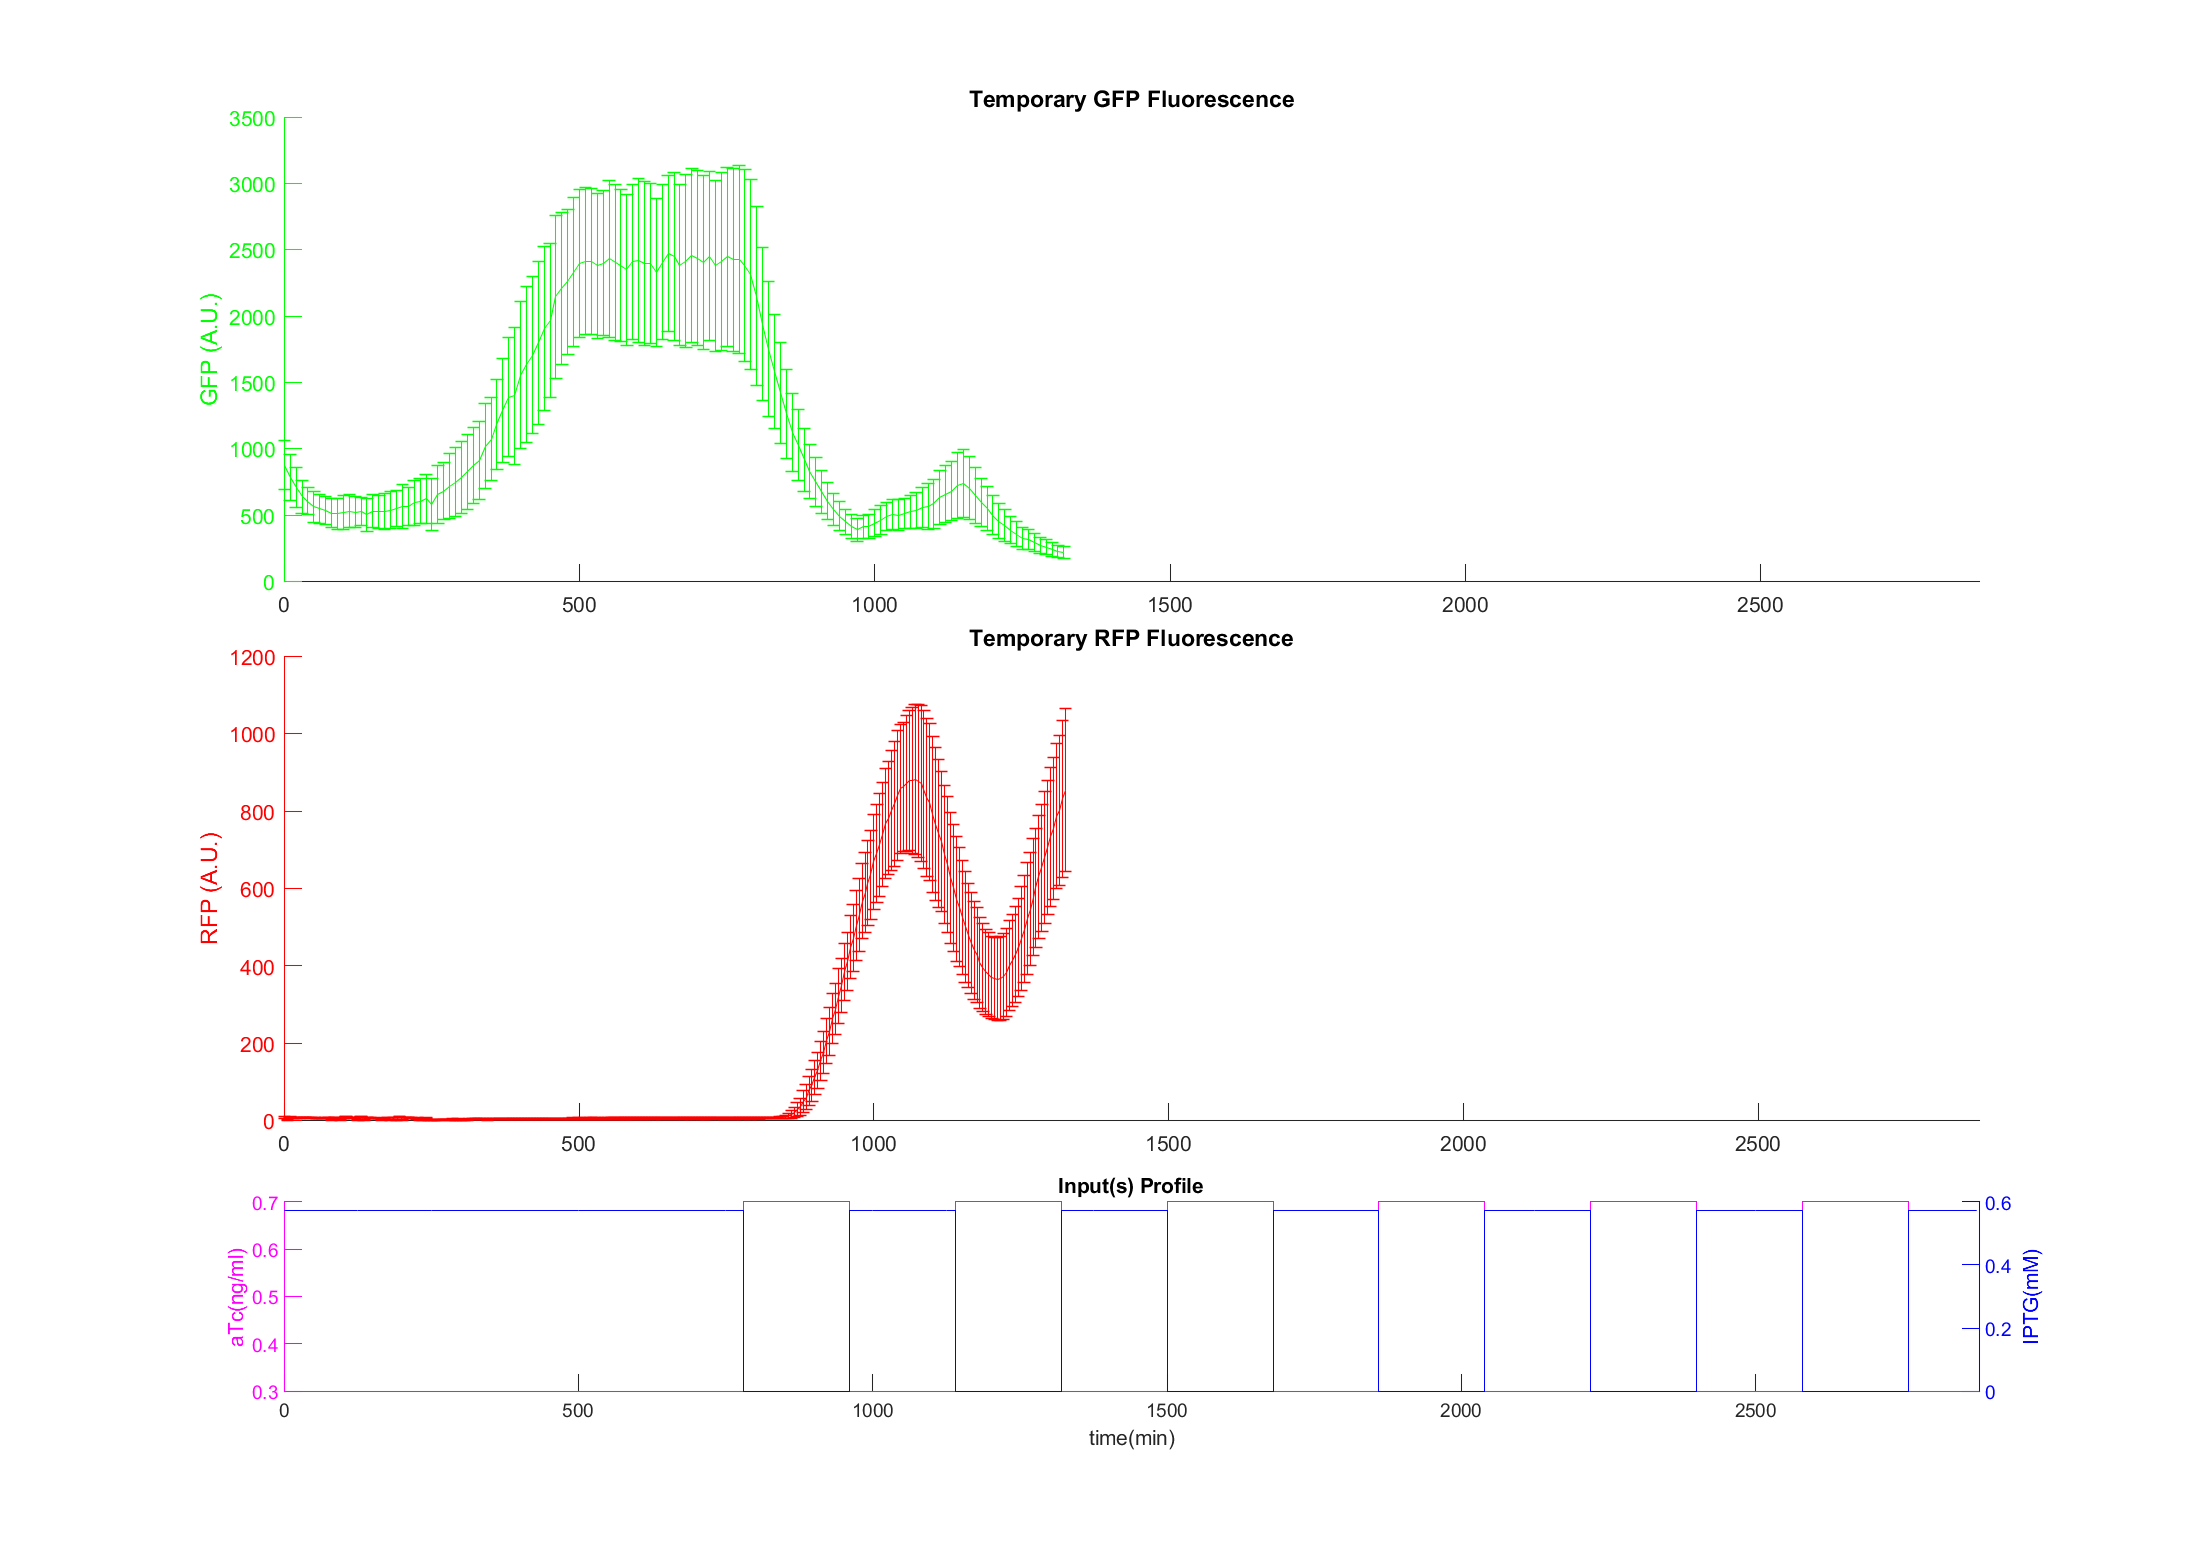 Temporary GFP Fluorescence
3500
3000
2500
2000
1500
1000
500
0
GFP (A.U.)
0 500 1000 1500 2000 2500
Temporary RFP Fluorescence
1200
1000
800
600
400
200
0
RFP (A.U.)
0 500 1000 1500 2000 2500
Input(s) Profile
0.7
0.6
0.5
0.4
0.3
aTc(ng/ml)
0.6
0.4
0.2
0
IPTG(mM)
0 500 1000 1500 2000 2500
time(min)